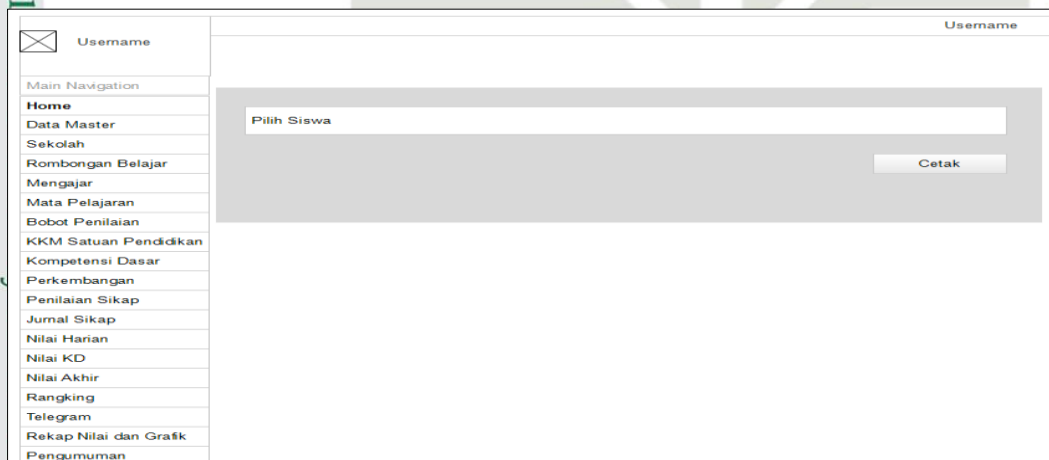 Username
Username
Main Navigation
Home
Data Master
Sekolah
Rombongan Belajar
Mengajar
Mata Pelajaran
Bobot Penilaian
KKM Satuan Pendidikan
Kompetensi Dasar
Perkembangan
Penilaian Sikap
Jurnal Sikap
Nilai Harian
Nilai KD
Nilai Akhir
Rangking
Telegram
Rekap Nilai dan Grafik
Pengumuman
Pilih Siswa
Cetak